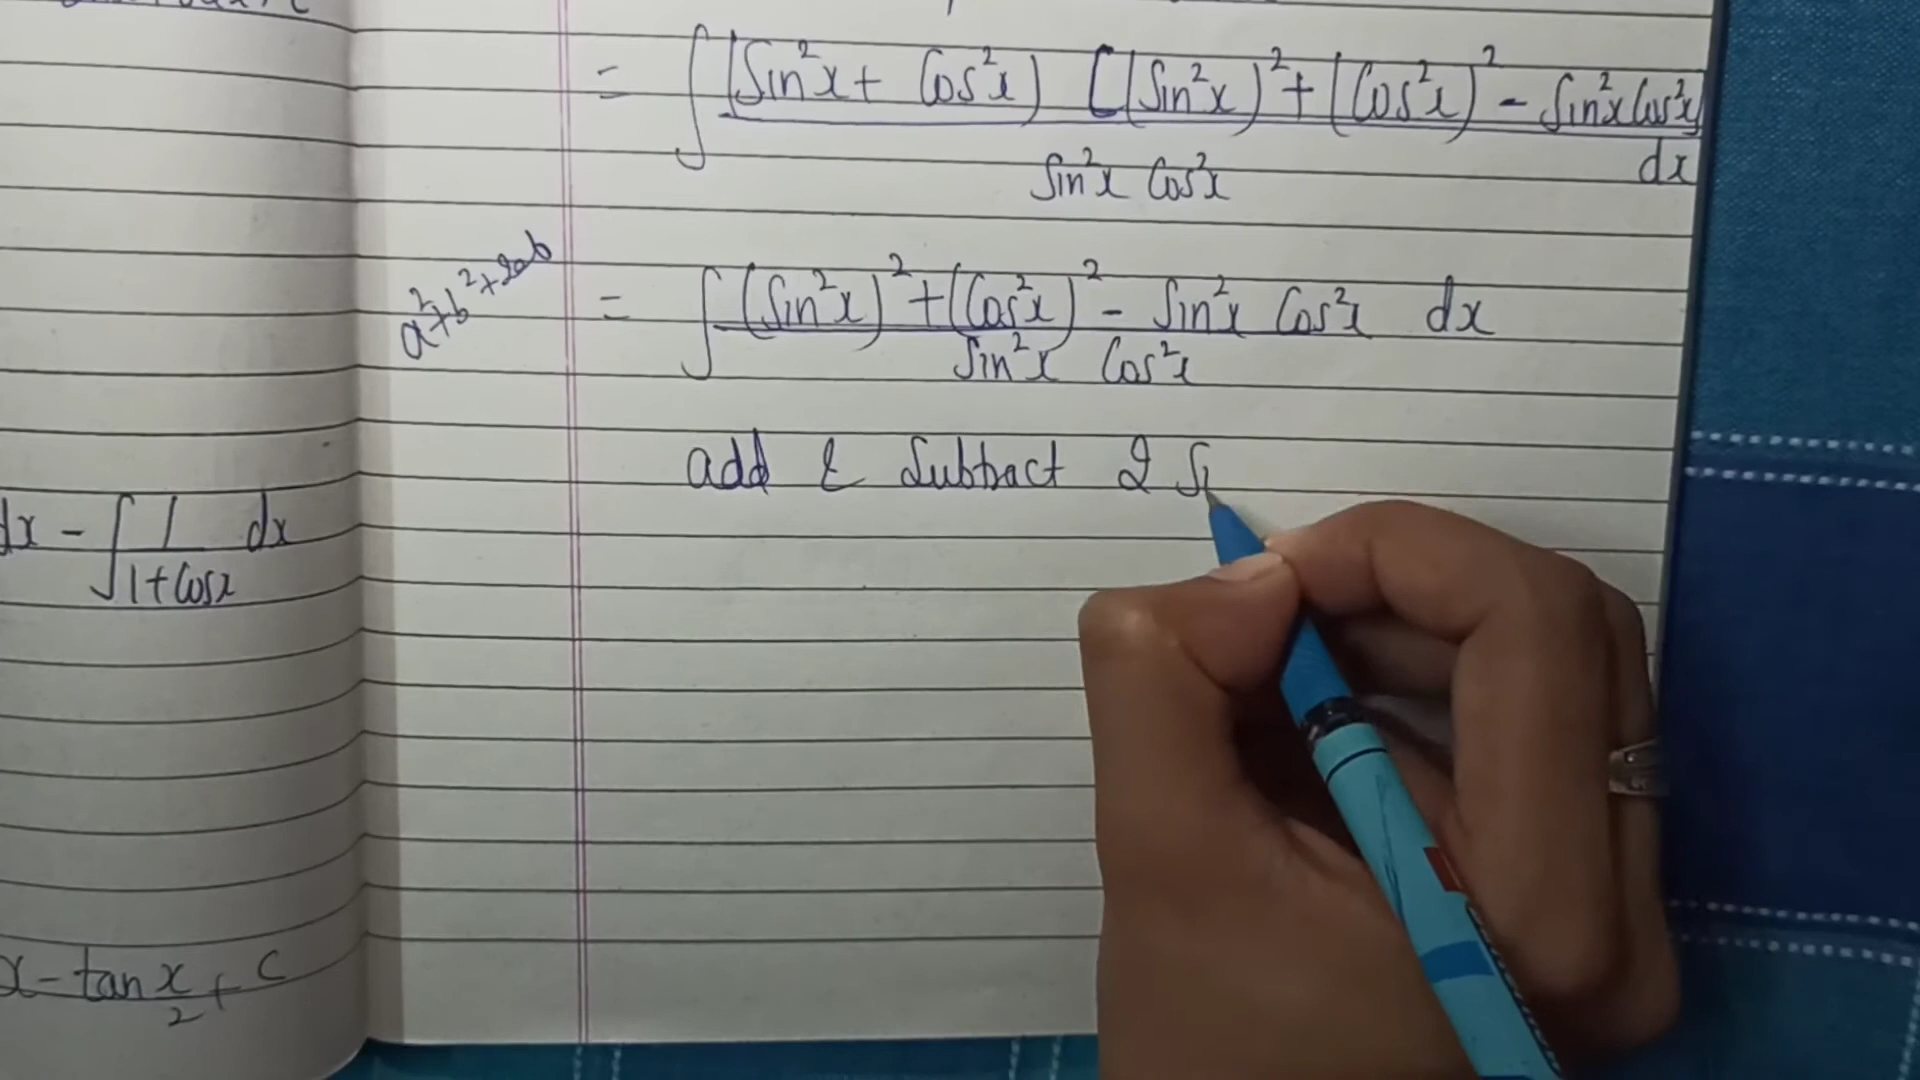 = ∫ (Sin²x + Cos²x) [(Sin²x)² + (Cos²x)² - Sin²x Cos²x]
Sin²x Cos²x dx
a² + b² + 2ab
= ∫ (Sin²x)² + (Cos²x)² - Sin²x Cos²x dx
Sin²x Cos²x
add & Subtract 2 Si
dx - ∫ 1 dx
1 + Cosx
x - tan x + C
2